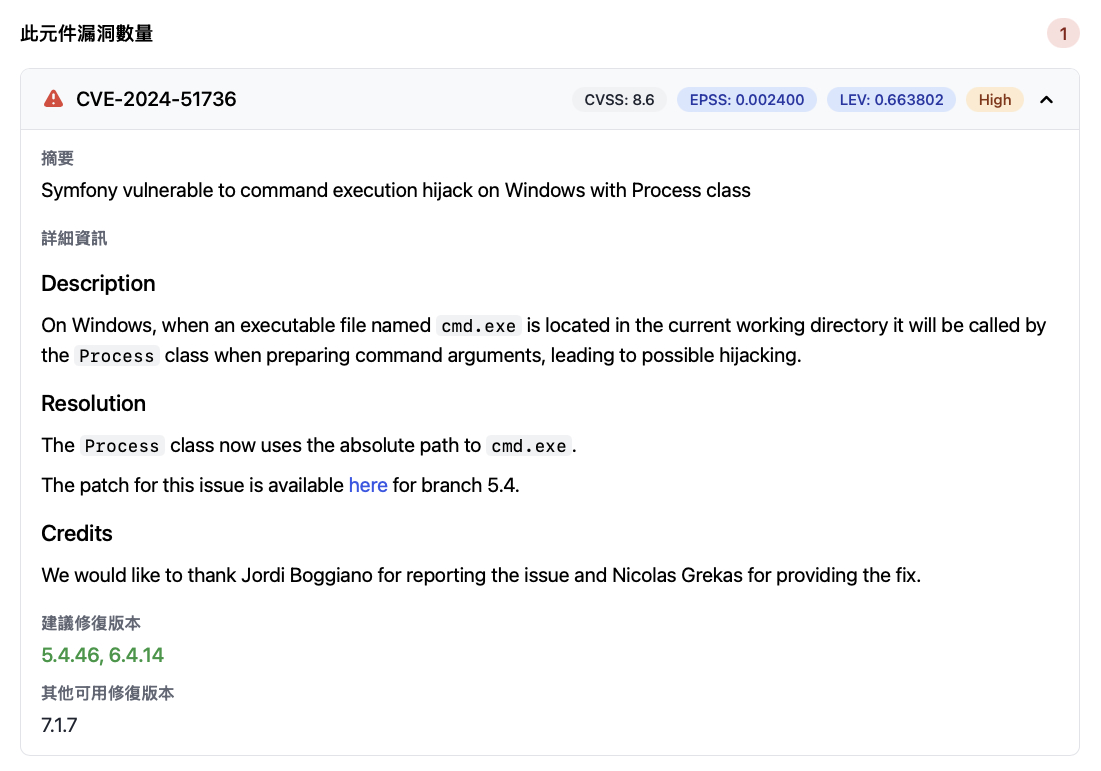 此元件漏洞數量
1
CVE-2024-51736
CVSS: 8.6
EPSS: 0.002400
LEV: 0.663802
High
摘要
Symfony vulnerable to command execution hijack on Windows with Process class
詳細資訊
Description
On Windows, when an executable file named cmd.exe is located in the current working directory it will be called by
the Process class when preparing command arguments, leading to possible hijacking.
Resolution
The Process class now uses the absolute path to cmd.exe.
The patch for this issue is available here for branch 5.4.
Credits
We would like to thank Jordi Boggiano for reporting the issue and Nicolas Grekas for providing the fix.
建議修復版本
5.4.46, 6.4.14
其他可用修復版本
7.1.7